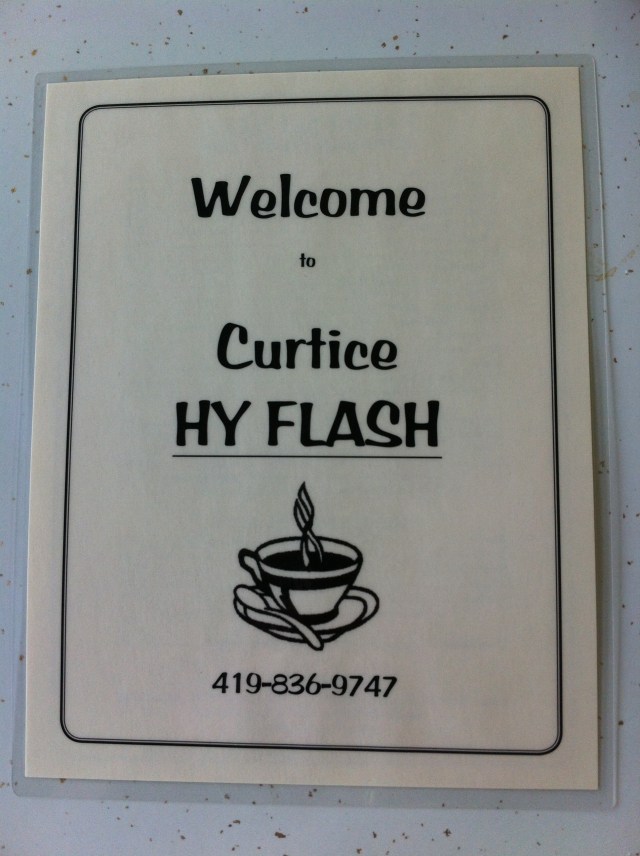 Welcome
to
Curtice
HY FLASH
419-836-9747